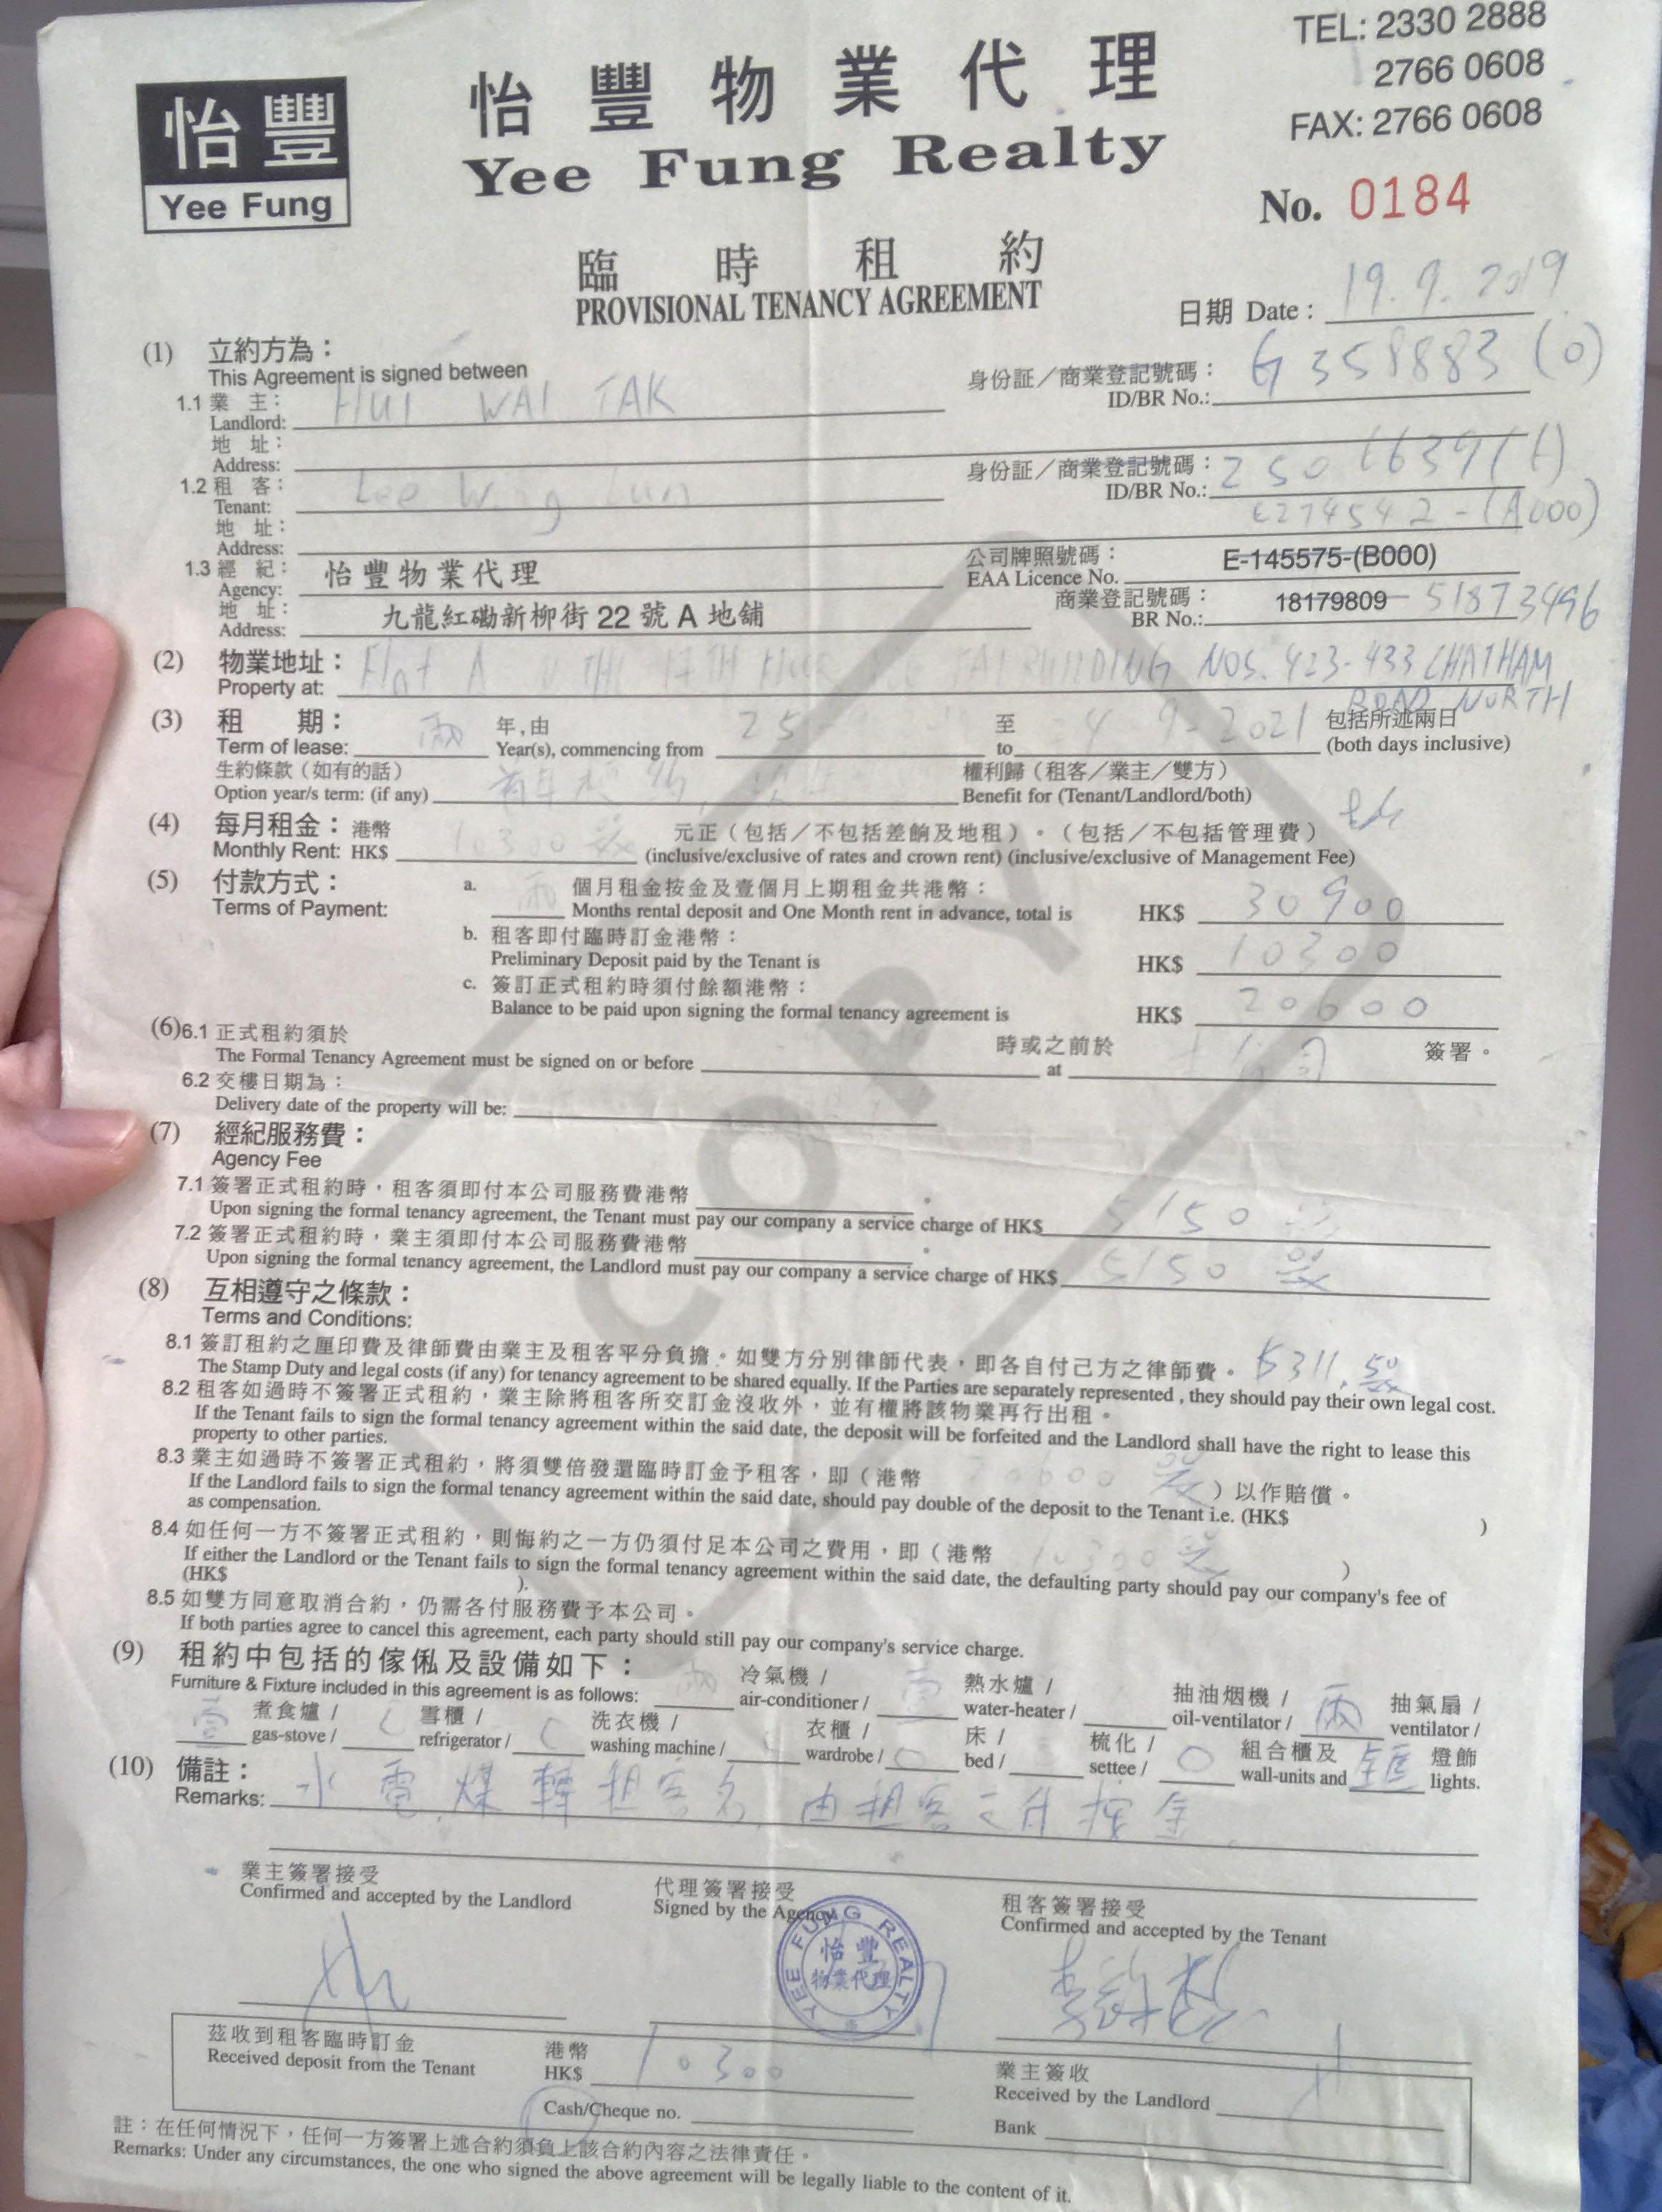 TEL: 2330 2888
2766 0608
FAX: 2766 0608
怡豐
Yee Fung
怡豐物業代理
Yee Fung Realty
No. 0184
臨時租約
PROVISIONAL TENANCY AGREEMENT
日期 Date : 19.9.2019
(1) 立約方為：
This Agreement is signed between
1.1 業主： 身份証／商業登記號碼：
Landlord: HUI WAI TAK ID/BR No.: G358883(0)
地址：
Address:
1.2 租客： 身份証／商業登記號碼：
Tenant: Lee Wing Lun ID/BR No.:
地址：
Address:
1.3 經紀： 怡豐物業代理 公司牌照號碼： E-145575-(B000)
Agency: EAA Licence No.
地址： 九龍紅磡新柳街 22 號 A 地舖 商業登記號碼： 18179809 51873496
Address: BR No.:
(2) 物業地址：
Property at: Flat A BUILDING NOS. 423-433 CHATHAM
ROAD NORTH
(3) 租期： 兩 年，由 25 至 24-9-2021 包括所述兩日
Term of lease: Year(s), commencing from to (both days inclusive)
生約條款（如有的話） 權利歸（租客／業主／雙方）
Option year/s term: (if any) Benefit for (Tenant/Landlord/both)
(4) 每月租金：港幣 10300 元正（包括／不包括差餉及地租）。（包括／不包括管理費）
Monthly Rent: HK$ (inclusive/exclusive of rates and crown rent) (inclusive/exclusive of Management Fee)
(5) 付款方式： a. 兩 個月租金按金及壹個月上期租金共港幣：
Terms of Payment: Months rental deposit and One Month rent in advance, total is HK$ 30900
b. 租客即付臨時訂金港幣：
Preliminary Deposit paid by the Tenant is HK$ 10300
c. 簽訂正式租約時須付餘額港幣：
Balance to be paid upon signing the formal tenancy agreement is HK$ 20600
(6) 6.1 正式租約須於 時或之前於 簽署。
The Formal Tenancy Agreement must be signed on or before at
6.2 交樓日期為：
Delivery date of the property will be:
(7) 經紀服務費：
Agency Fee
7.1 簽署正式租約時，租客須即付本公司服務費港幣 。
Upon signing the formal tenancy agreement, the Tenant must pay our company a service charge of HK$ 5150
7.2 簽署正式租約時，業主須即付本公司服務費港幣 。
Upon signing the formal tenancy agreement, the Landlord must pay our company a service charge of HK$ 5150
(8) 互相遵守之條款：
Terms and Conditions:
8.1 簽訂租約之厘印費及律師費由業主及租客平分負擔。如雙方分別律師代表，即各自付己方之律師費。
The Stamp Duty and legal costs (if any) for tenancy agreement to be shared equally. If the Parties are separately represented , they should pay their own legal cost.
8.2 租客如過時不簽署正式租約，業主除將租客所交訂金沒收外，並有權將該物業再行出租。
If the Tenant fails to sign the formal tenancy agreement within the said date, the deposit will be forfeited and the Landlord shall have the right to lease this
property to other parties.
8.3 業主如過時不簽署正式租約，將須雙倍發還臨時訂金予租客，即（港幣 20600 ）以作賠償。
If the Landlord fails to sign the formal tenancy agreement within the said date, should pay double of the deposit to the Tenant i.e. (HK$ )
as compensation.
8.4 如任何一方不簽署正式租約，則悔約之一方仍須付足本公司之費用，即（港幣 10300 ）
If either the Landlord or the Tenant fails to sign the formal tenancy agreement within the said date, the defaulting party should pay our company's fee of
(HK$ ).
8.5 如雙方同意取消合約，仍需各付服務費予本公司。
If both parties agree to cancel this agreement, each party should still pay our company's service charge.
(9) 租約中包括的傢俬及設備如下： 兩 冷氣機 / 壹 熱水爐 / 抽油烟機 / 兩 抽氣扇 /
Furniture & Fixture included in this agreement is as follows: air-conditioner / water-heater / oil-ventilator / ventilator /
壹 煮食爐 / 雪櫃 / 洗衣機 / 衣櫃 / 床 / 梳化 / 組合櫃及 燈飾
gas-stove / refrigerator / washing machine / wardrobe / bed / settee / wall-units and lights.
(10) 備註：
Remarks: 水電煤轉租客名，由租客交付按金
業主簽署接受 代理簽署接受 租客簽署接受
Confirmed and accepted by the Landlord Signed by the Agency Confirmed and accepted by the Tenant
YEE FUNG REALTY
怡豐
物業代理
茲收到租客臨時訂金 港幣 業主簽收
Received deposit from the Tenant HK$ 10300 Received by the Landlord
Cash/Cheque no. Bank
註：在任何情況下，任何一方簽署上述合約須負上該合約內容之法律責任。
Remarks: Under any circumstances, the one who signed the above agreement will be legally liable to the content of it.
COPY